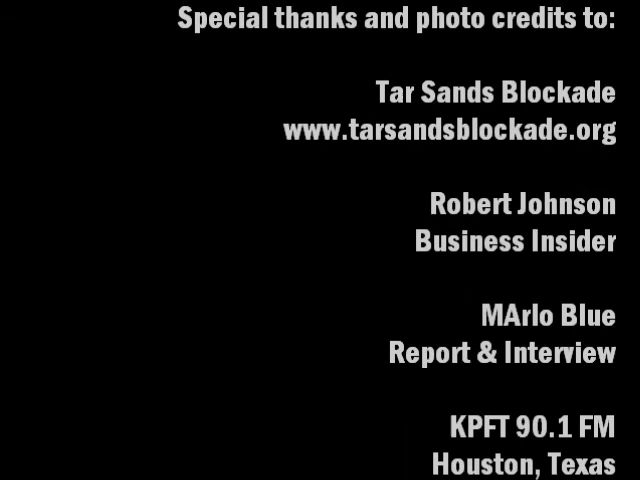 Special thanks and photo credits to:
Tar Sands Blockade
www.tarsandsblockade.org
Robert Johnson
Business Insider
MArlo Blue
Report & Interview
KPFT 90.1 FM
Houston, Texas